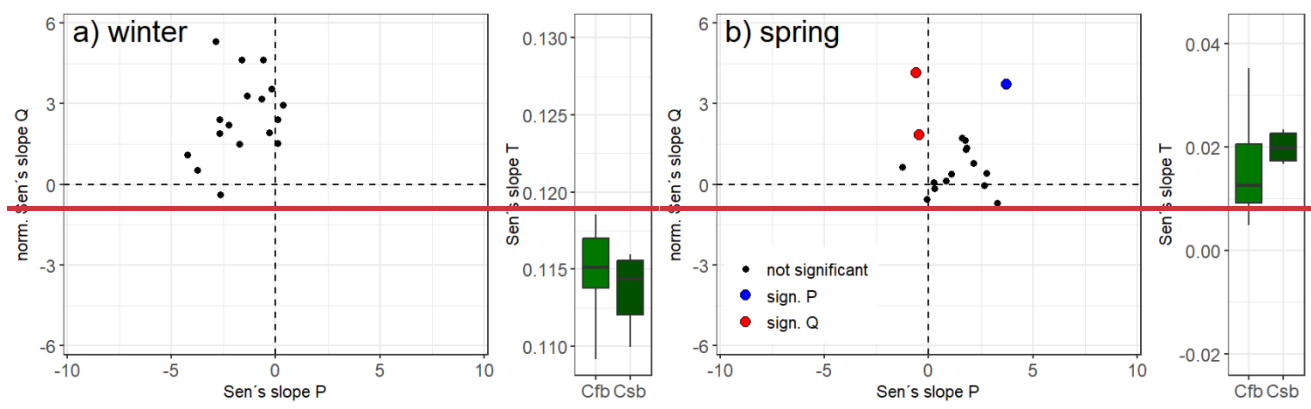 a) winter
6
3
0
-3
-6
norm. Sen´s slope Q
-10
-5
0
5
10
Sen´s slope P
0.130
0.125
0.120
0.115
0.110
Sen´s slope T
Cfb
Csb
b) spring
6
3
0
-3
-6
norm. Sen´s slope Q
not significant
sign. P
sign. Q
-10
-5
0
5
10
Sen´s slope P
0.04
0.02
0.00
-0.02
Sen´s slope T
Cfb
Csb